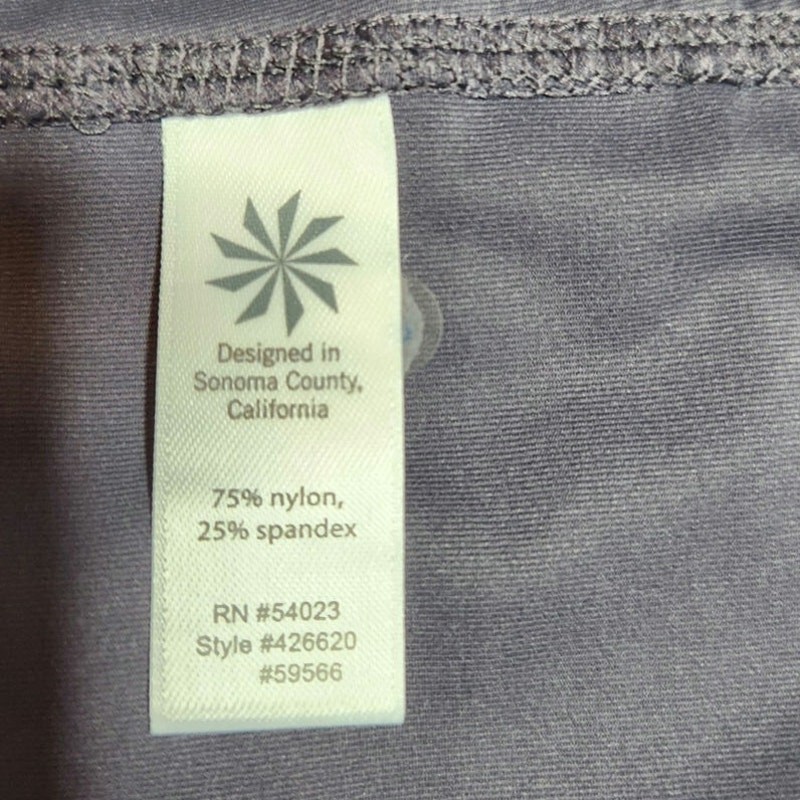 Designed in
Sonoma County,
California
75% nylon,
25% spandex
RN #54023
Style #426620
#59566